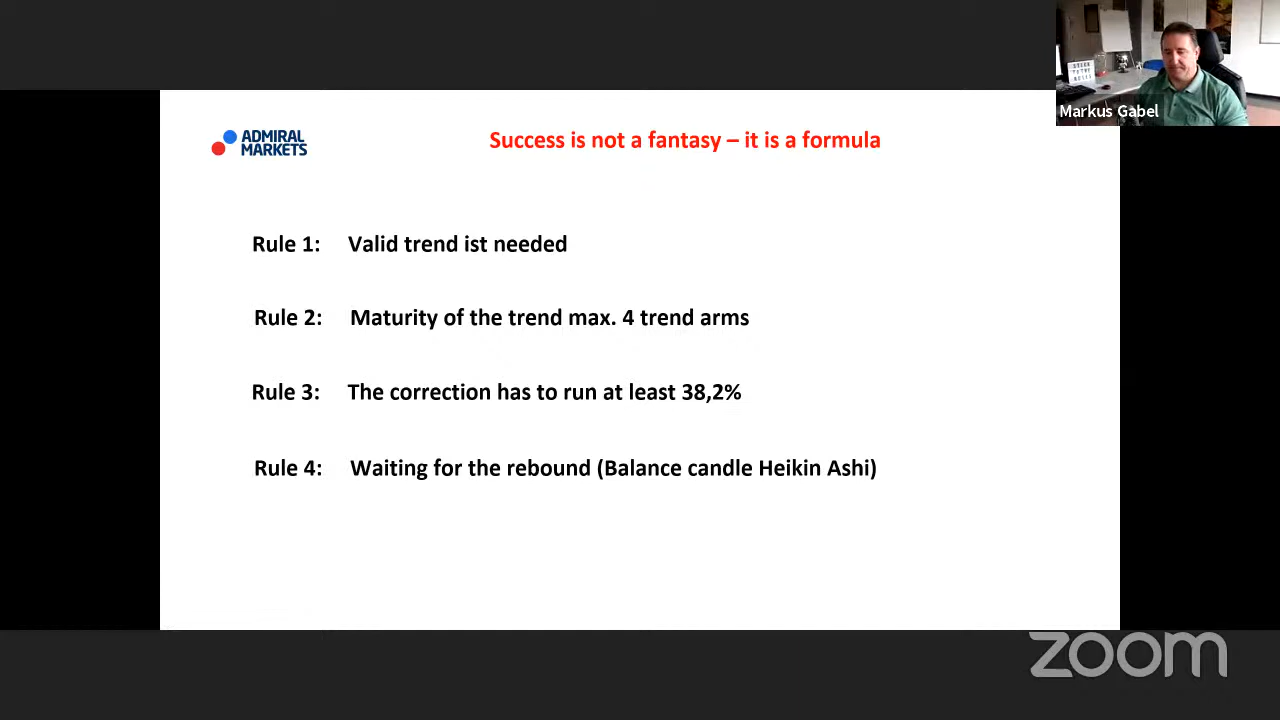 Markus Gabel
ADMIRAL
MARKETS
Success is not a fantasy – it is a formula
Rule 1: Valid trend ist needed
Rule 2: Maturity of the trend max. 4 trend arms
Rule 3: The correction has to run at least 38,2%
Rule 4: Waiting for the rebound (Balance candle Heikin Ashi)
zoom